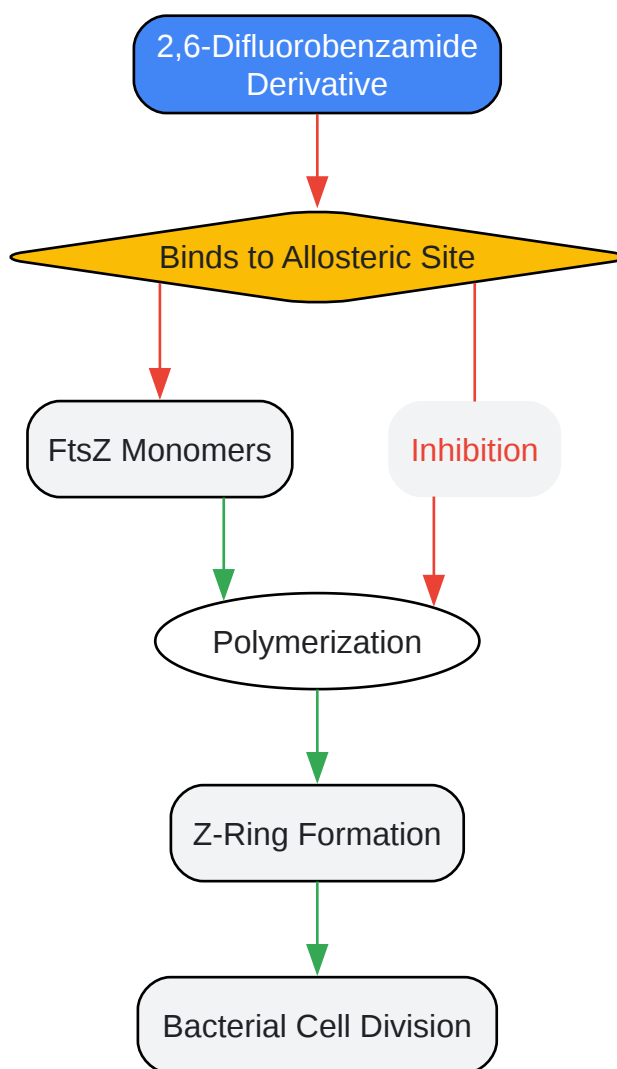 2,6-Difluorobenzamide
Derivative
Binds to Allosteric Site
FtsZ Monomers
Inhibition
Polymerization
Z-Ring Formation
Bacterial Cell Division